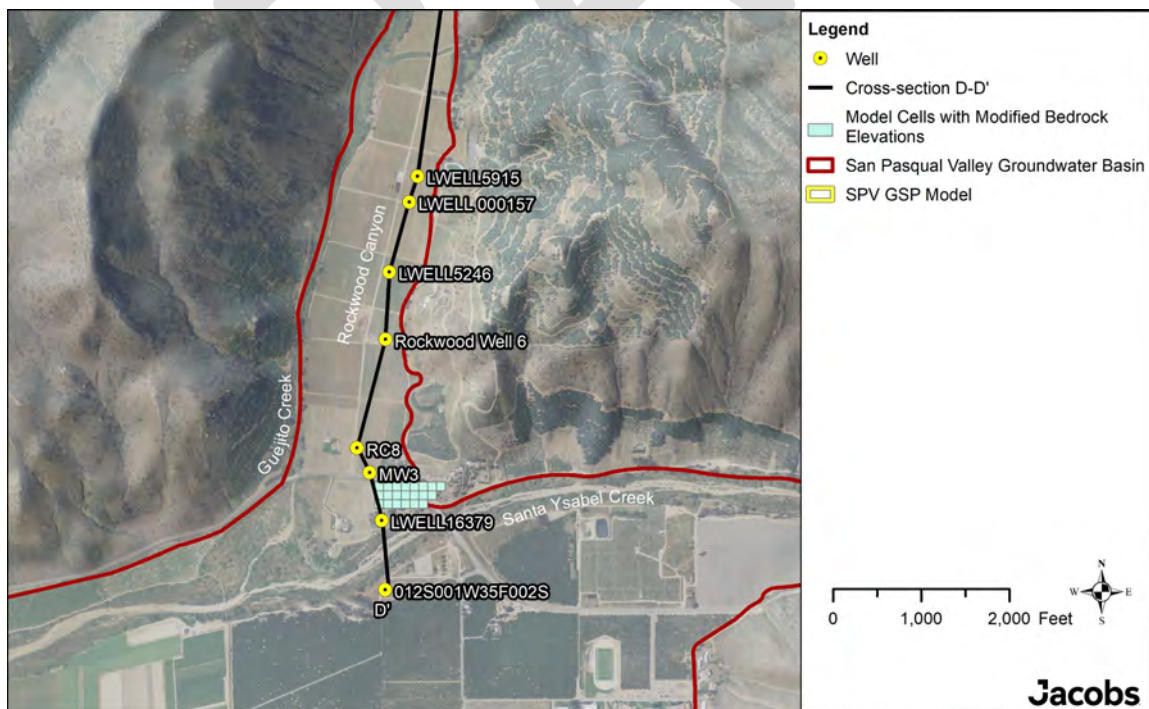 LWELL5915
LWELL 000157
Rockwood Canyon
LWELL5246
Rockwood Well 6
Guejito Creek
RC8
MW3
Santa Ysabel Creek
LWELL16379
012S001W35F002S
D'
Legend
Well
Cross-section D-D'
Model Cells with Modified Bedrock
Elevations
San Pasqual Valley Groundwater Basin
SPV GSP Model
N
W
E
S
0 1,000 2,000 Feet
Jacobs